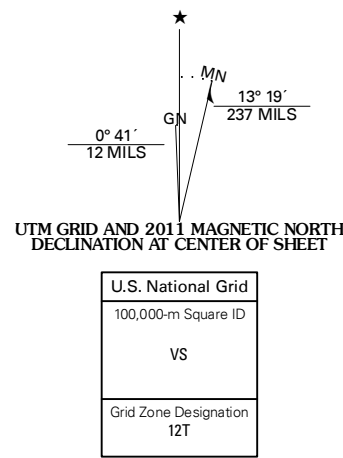 ★
MN
GN
0° 41´
12 MILS
13° 19´
237 MILS
UTM GRID AND 2011 MAGNETIC NORTH
DECLINATION AT CENTER OF SHEET
U.S. National Grid
100,000-m Square ID
VS
Grid Zone Designation
12T